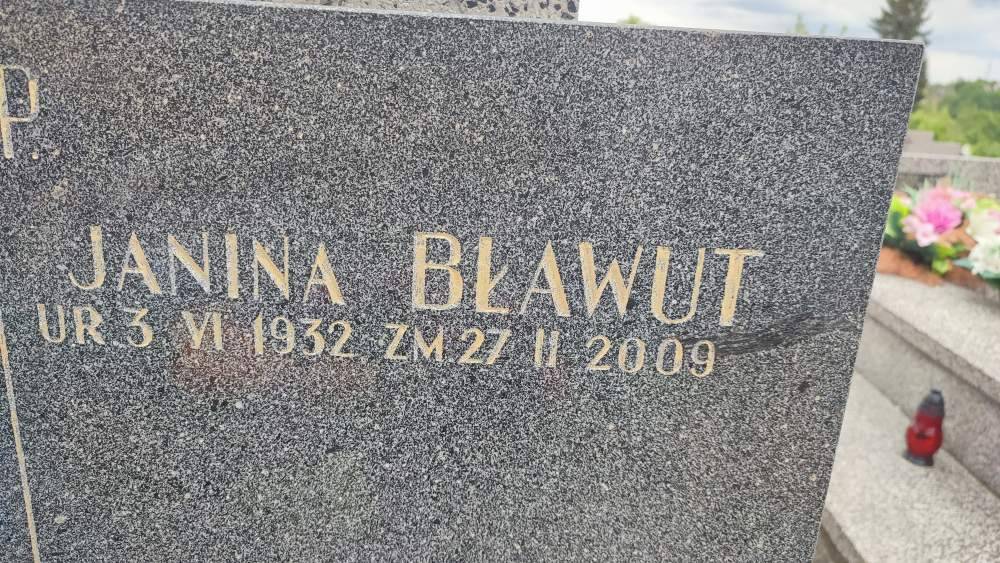 P.
JANINA BŁAWUT
UR. 3 VI 1932 ZM 27 II 2009